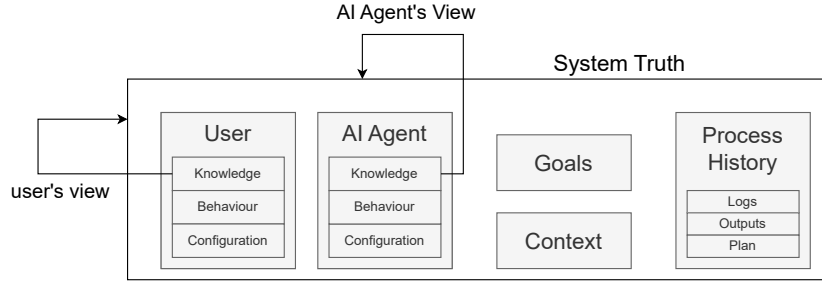 AI Agent's View
System Truth
user's view
User
Knowledge
Behaviour
Configuration
AI Agent
Knowledge
Behaviour
Configuration
Goals
Context
Process
History
Logs
Outputs
Plan